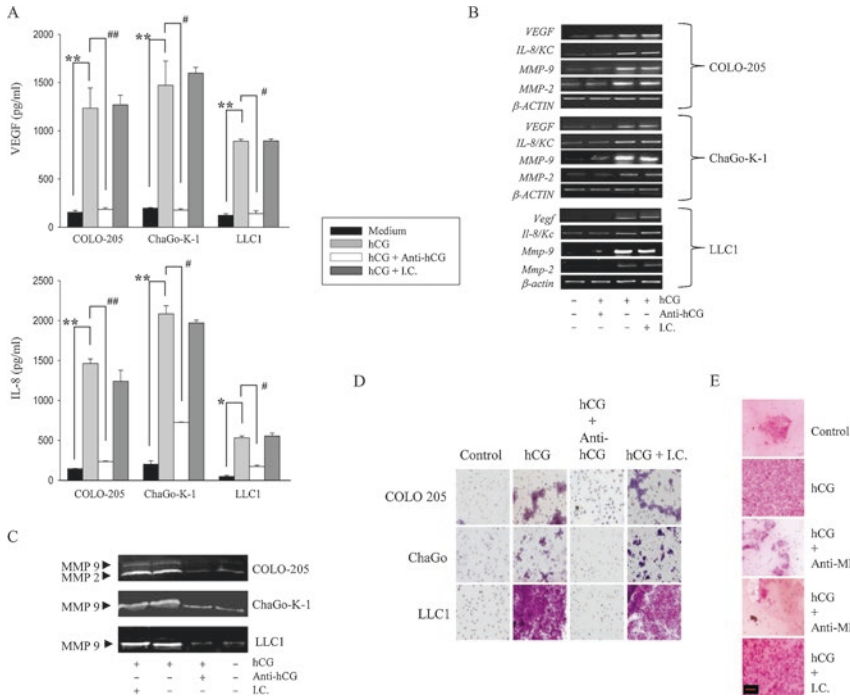 A
VEGF (pg/ml)
2000
1500
1000
500
0
** ## ** # ** #
COLO-205 ChaGo-K-1 LLC1
Medium
hCG
hCG + Anti-hCG
hCG + I.C.
IL-8 (pg/ml)
2500
2000
1500
1000
500
0
** ## ** # * #
COLO-205 ChaGo-K-1 LLC1
B
VEGF
IL-8/KC
MMP-9
MMP-2
β-ACTIN
COLO-205
VEGF
IL-8/KC
MMP-9
MMP-2
β-ACTIN
ChaGo-K-1
Vegf
Il-8/Kc
Mmp-9
Mmp-2
β-actin
LLC1
– + + + hCG
– + – – Anti-hCG
– – – + I.C.
C
MMP 9
MMP 2
COLO-205
MMP 9 ChaGo-K-1
MMP 9 LLC1
+ + + – hCG
– – + – Anti-hCG
+ – – – I.C.
D
Control
hCG
hCG
+
Anti-
hCG
hCG + I.C.
COLO 205
ChaGo
LLC1
E
Control
hCG
hCG
+
Anti-MI
hCG
+
Anti-MI
hCG
+
I.C.